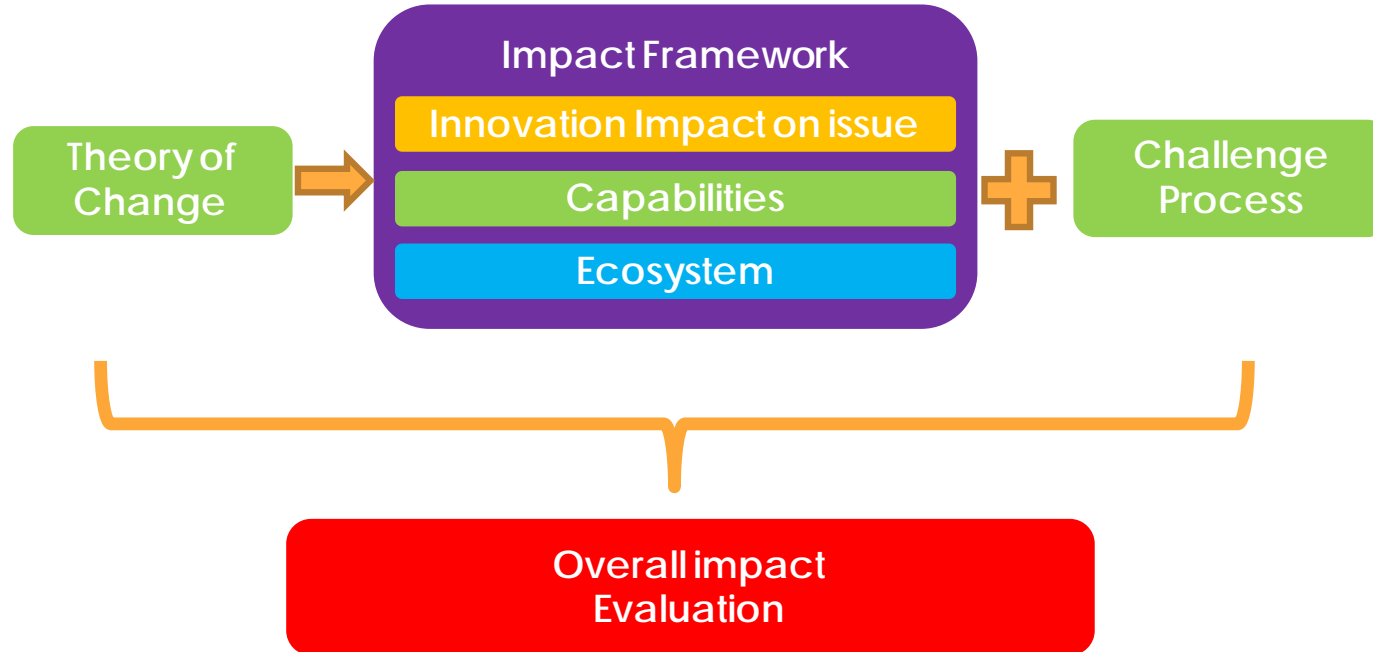 Impact Framework
Innovation Impact on issue
Theory of
Change
Capabilities
Challenge
Process
Ecosystem
Overall impact
Evaluation